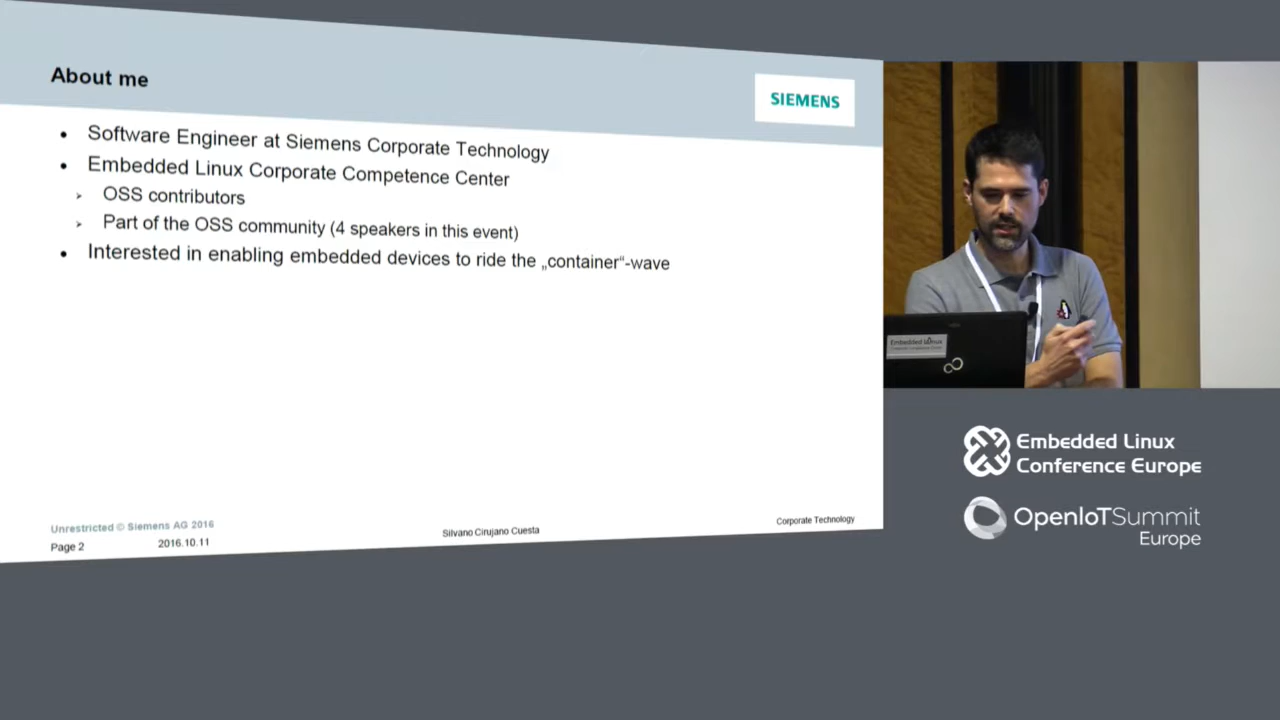 About me
SIEMENS
• Software Engineer at Siemens Corporate Technology
• Embedded Linux Corporate Competence Center
➢ OSS contributors
➢ Part of the OSS community (4 speakers in this event)
• Interested in enabling embedded devices to ride the „container“-wave
Unrestricted © Siemens AG 2016
Page 2
2016.10.11
Silvano Cirujano Cuesta
Corporate Technology
Embedded Linux
Embedded Linux
Conference Europe
OpenIoTSummit
Europe